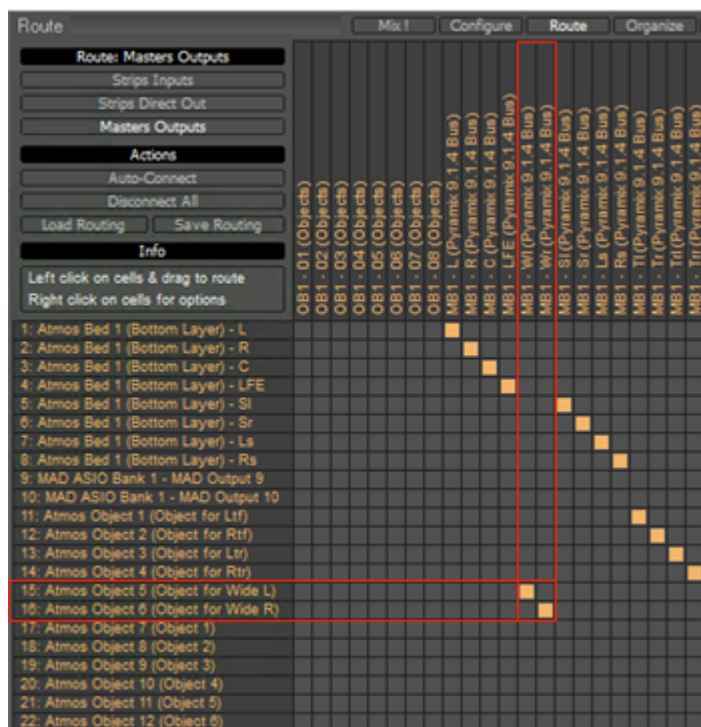 Route
Mix !
Configure
Route
Organize
Route: Masters Outputs
Strips Inputs
Strips Direct Out
Masters Outputs
Actions
Auto-Connect
Disconnect All
Load Routing
Save Routing
Info
Left click on cells & drag to route
Right click on cells for options
OB1 - 01 (Objects)
OB1 - 02 (Objects)
OB1 - 03 (Objects)
OB1 - 04 (Objects)
OB1 - 05 (Objects)
OB1 - 06 (Objects)
OB1 - 07 (Objects)
OB1 - 08 (Objects)
MB1 - L (Pyramix 9.1.4 Bus)
MB1 - R (Pyramix 9.1.4 Bus)
MB1 - C (Pyramix 9.1.4 Bus)
MB1 - LFE (Pyramix 9.1.4 Bus)
MB1 - Wl (Pyramix 9.1.4 Bus)
MB1 - Wr (Pyramix 9.1.4 Bus)
MB1 - Sl (Pyramix 9.1.4 Bus)
MB1 - Sr (Pyramix 9.1.4 Bus)
MB1 - Ls (Pyramix 9.1.4 Bus)
MB1 - Rs (Pyramix 9.1.4 Bus)
MB1 - Tl (Pyramix 9.1.4 Bus)
MB1 - Tr (Pyramix 9.1.4 Bus)
MB1 - Trl (Pyramix 9.1.4 Bus)
MB1 - Trr (Pyramix 9.1.4 Bus)
1: Atmos Bed 1 (Bottom Layer) - L
2: Atmos Bed 1 (Bottom Layer) - R
3: Atmos Bed 1 (Bottom Layer) - C
4: Atmos Bed 1 (Bottom Layer) - LFE
5: Atmos Bed 1 (Bottom Layer) - Sl
6: Atmos Bed 1 (Bottom Layer) - Sr
7: Atmos Bed 1 (Bottom Layer) - Ls
8: Atmos Bed 1 (Bottom Layer) - Rs
9: MAD ASIO Bank 1 - MAD Output 9
10: MAD ASIO Bank 1 - MAD Output 10
11: Atmos Object 1 (Object for Ltf)
12: Atmos Object 2 (Object for Rtf)
13: Atmos Object 3 (Object for Ltr)
14: Atmos Object 4 (Object for Rtr)
15: Atmos Object 5 (Object for Wide L)
16: Atmos Object 6 (Object for Wide R)
17: Atmos Object 7 (Object 1)
18: Atmos Object 8 (Object 2)
19: Atmos Object 9 (Object 3)
20: Atmos Object 10 (Object 4)
21: Atmos Object 11 (Object 5)
22: Atmos Object 12 (Object 6)